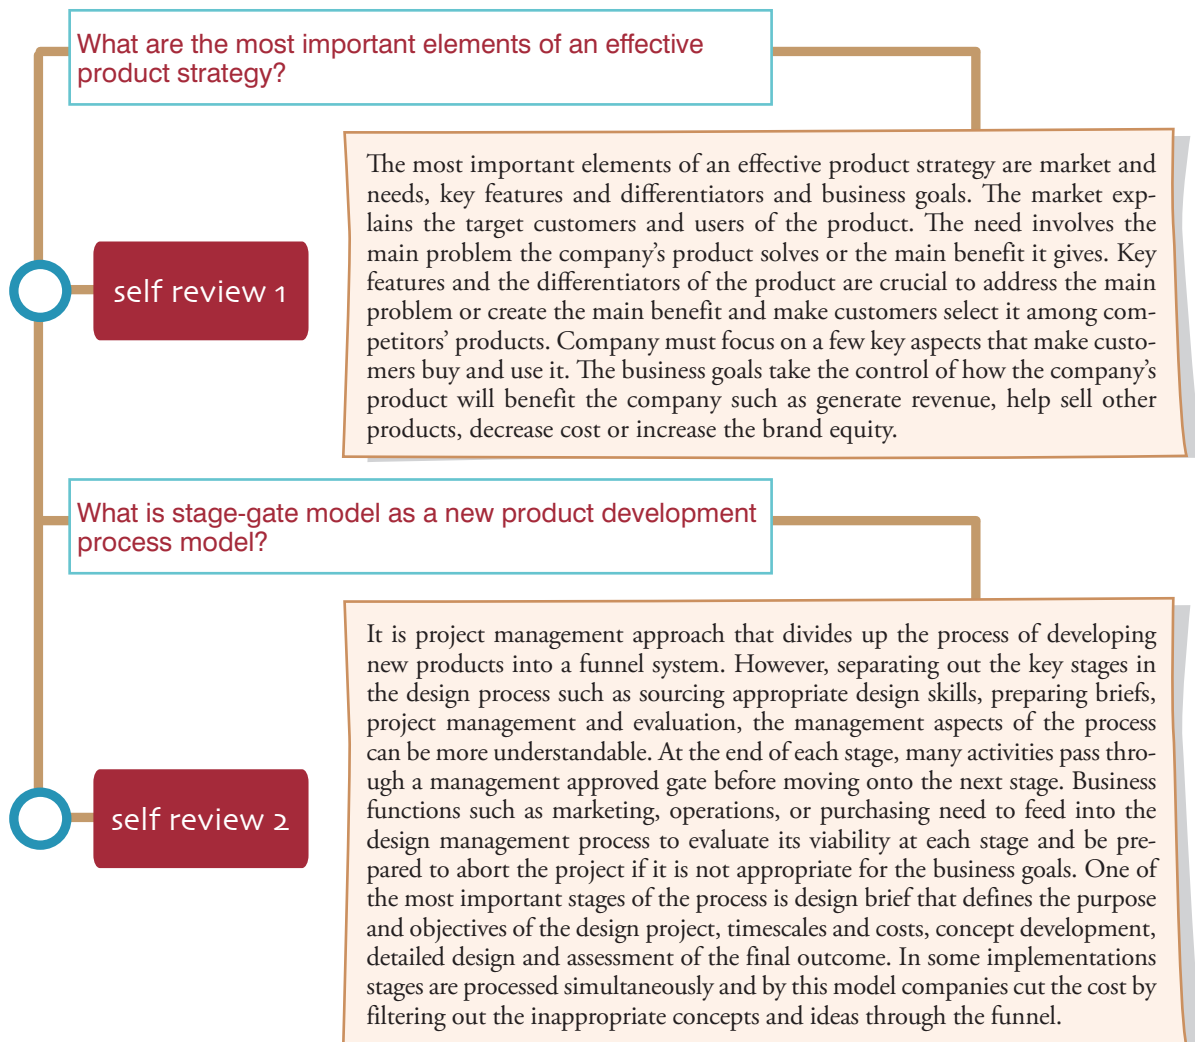 What are the most important elements of an effective
product strategy?
The most important elements of an effective product strategy are market and
needs, key features and differentiators and business goals. The market exp-
lains the target customers and users of the product. The need involves the
main problem the company's product solves or the main benefit it gives. Key
features and the differentiators of the product are crucial to address the main
problem or create the main benefit and make customers select it among com-
petitors' products. Company must focus on a few key aspects that make custo-
mers buy and use it. The business goals take the control of how the company's
product will benefit the company such as generate revenue, help sell other
products, decrease cost or increase the brand equity.
self review 1
What is stage-gate model as a new product development
process model?
It is project management approach that divides up the process of developing
new products into a funnel system. However, separating out the key stages in
the design process such as sourcing appropriate design skills, preparing briefs,
project management and evaluation, the management aspects of the process
can be more understandable. At the end of each stage, many activities pass thro-
ugh a management approved gate before moving onto the next stage. Business
functions such as marketing, operations, or purchasing need to feed into the
design management process to evaluate its viability at each stage and be pre-
pared to abort the project if it is not appropriate for the business goals. One of
the most important stages of the process is design brief that defines the purpose
and objectives of the design project, timescales and costs, concept development,
detailed design and assessment of the final outcome. In some implementations
stages are processed simultaneously and by this model companies cut the cost by
filtering out the inappropriate concepts and ideas through the funnel.
self review 2